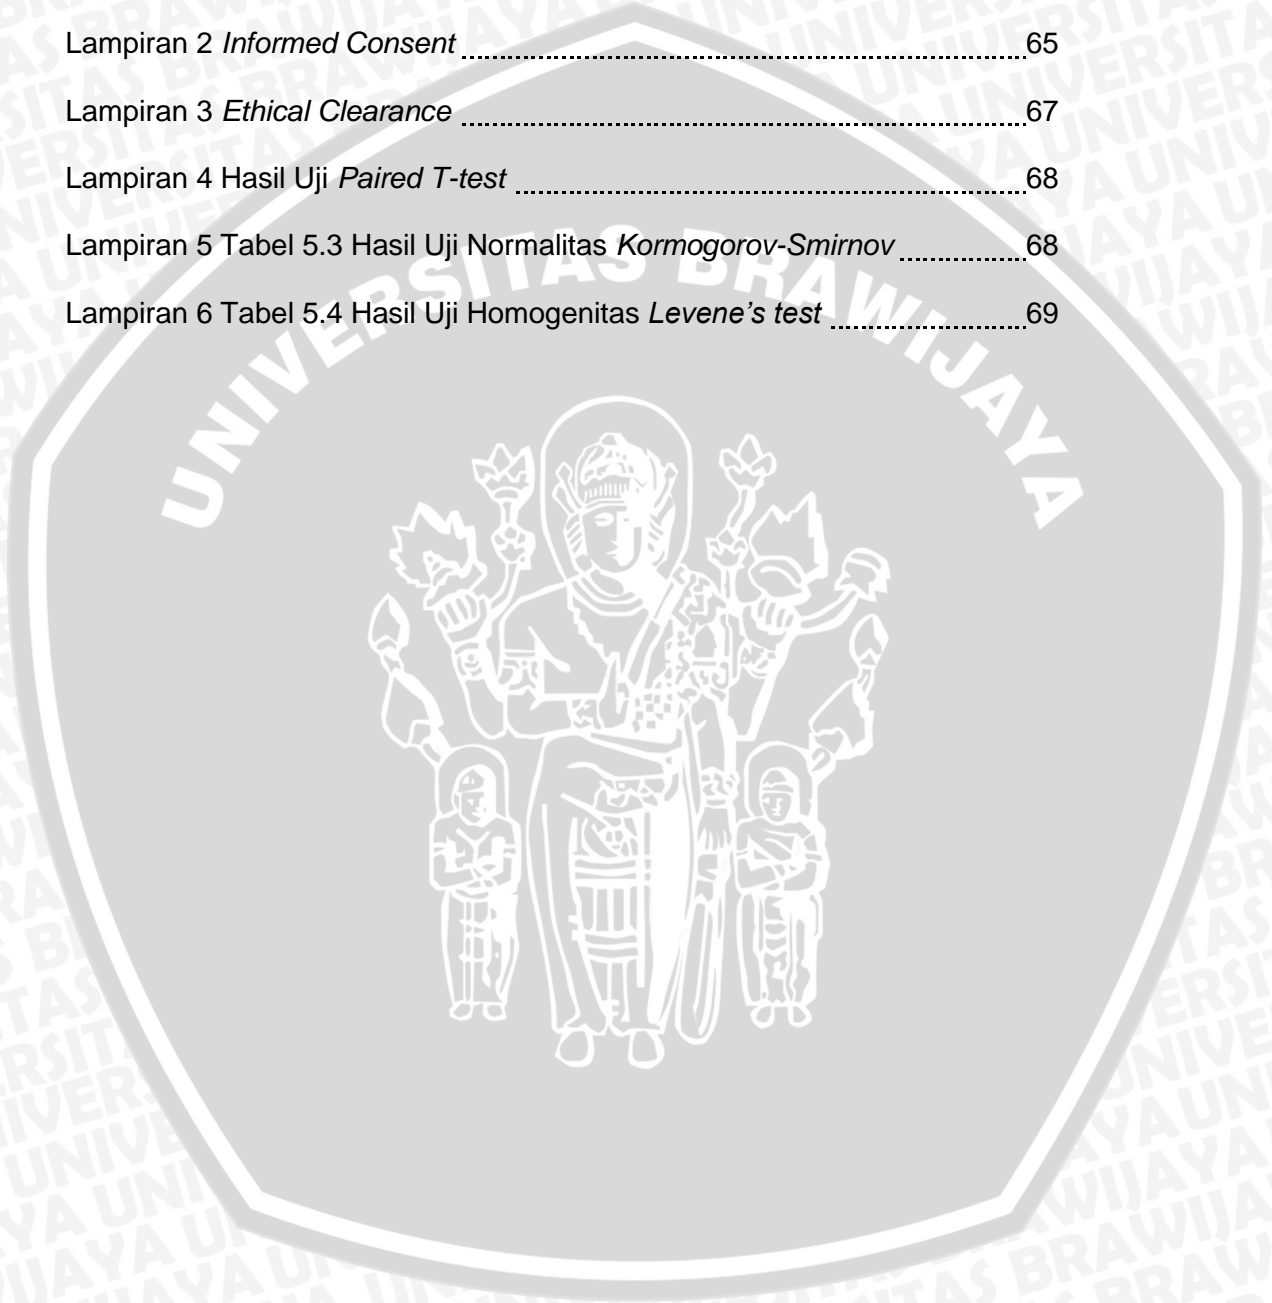 Lampiran 2 Informed Consent ........................................ 65
Lampiran 3 Ethical Clearance ........................................ 67
Lampiran 4 Hasil Uji Paired T-test ........................................ 68
Lampiran 5 Tabel 5.3 Hasil Uji Normalitas Kormogorov-Smirnov .................... 68
Lampiran 6 Tabel 5.4 Hasil Uji Homogenitas Levene’s test .............................. 69
UNIVERSITAS BRAWIJAYA